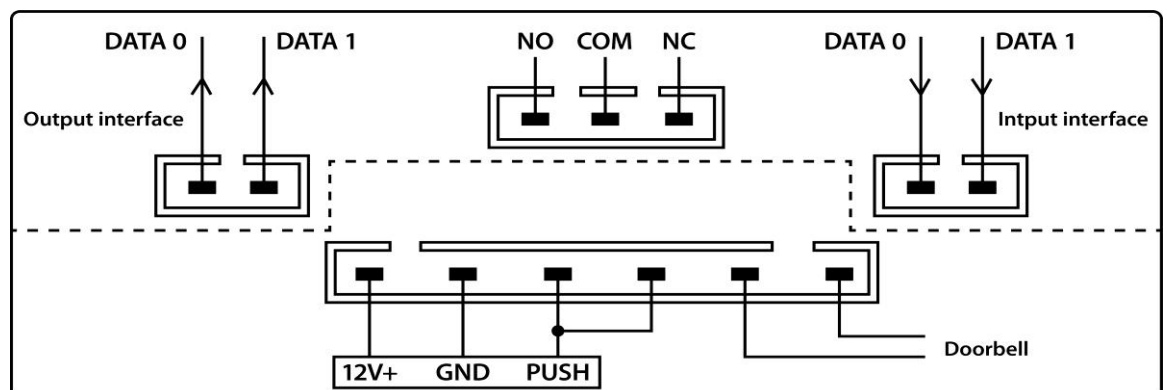 DATA 0 DATA 1 NO COM NC DATA 0 DATA 1
Output interface Intput interface
Doorbell
12V+ GND PUSH